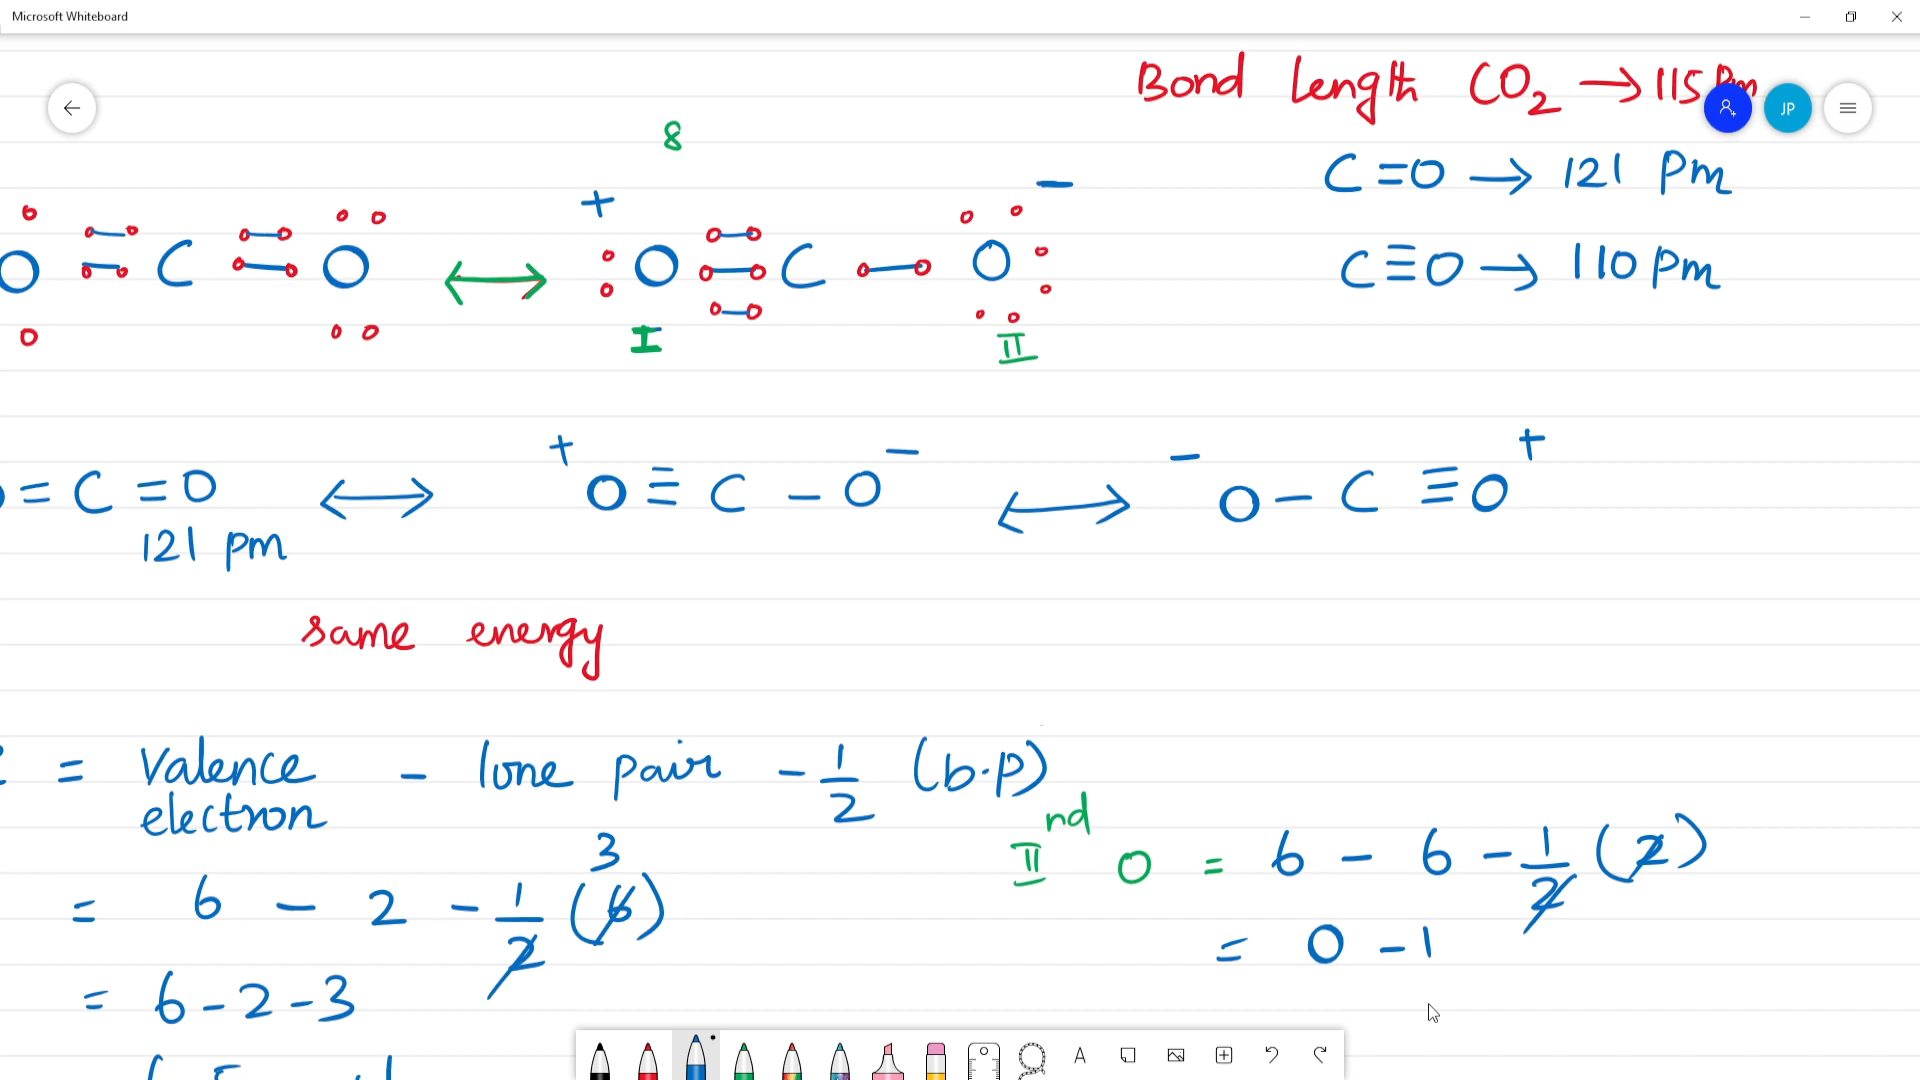 Microsoft Whiteboard
Bond length CO₂ → 115 Pm
JP
8
C = O → 121 Pm
+ −
O = C = O ↔ O ≡ C − O
C ≡ O → 110 Pm
I II
+ − − +
= C = O ↔ O ≡ C − O ↔ O − C ≡ O
121 pm
same energy
= Valence electron − lone pair − 1/2 (b.p)
3
= 6 − 2 − 1/2 (6)
= 6 − 2 − 3
II nd O = 6 − 6 − 1/2 (2)
= 0 − 1
A